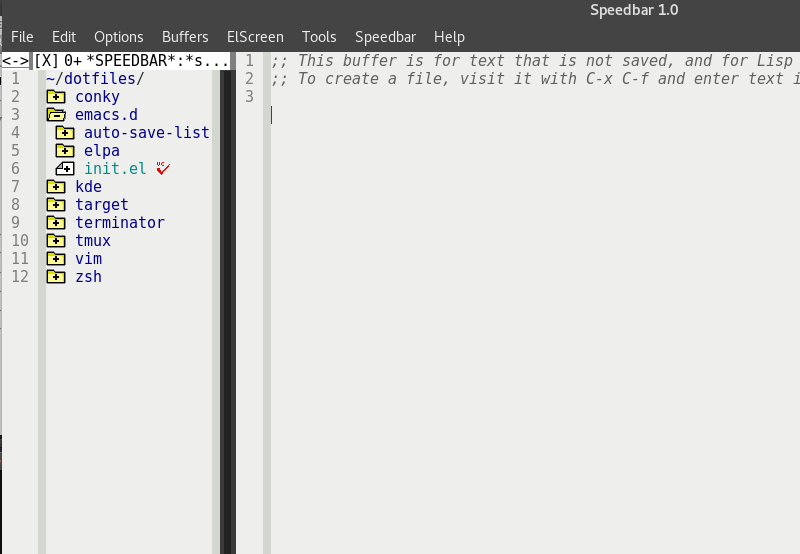 Speedbar 1.0
File Edit Options Buffers ElScreen Tools Speedbar Help
<->[X] 0+ *SPEEDBAR*:*s...
1 ~/dotfiles/
2 conky
3 emacs.d
4 auto-save-list
5 elpa
6 init.el VC
7 kde
8 target
9 terminator
10 tmux
11 vim
12 zsh
1 ;; This buffer is for text that is not saved, and for Lisp
2 ;; To create a file, visit it with C-x C-f and enter text i
3